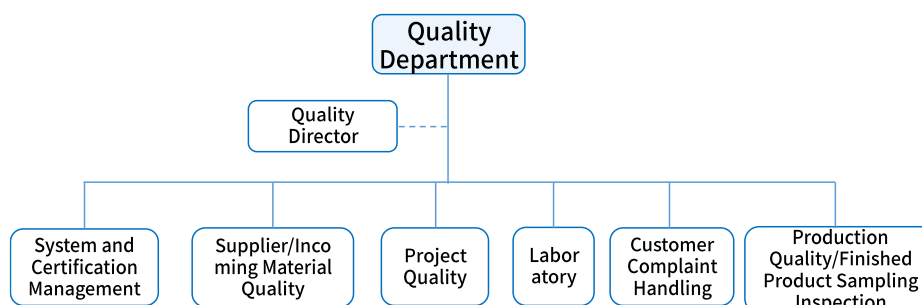 Quality
Department
Quality
Director
System and
Certification
Management
Supplier/Inco
ming Material
Quality
Project
Quality
Labor
atory
Customer
Complaint
Handling
Production
Quality/Finished
Product Sampling
Inspection